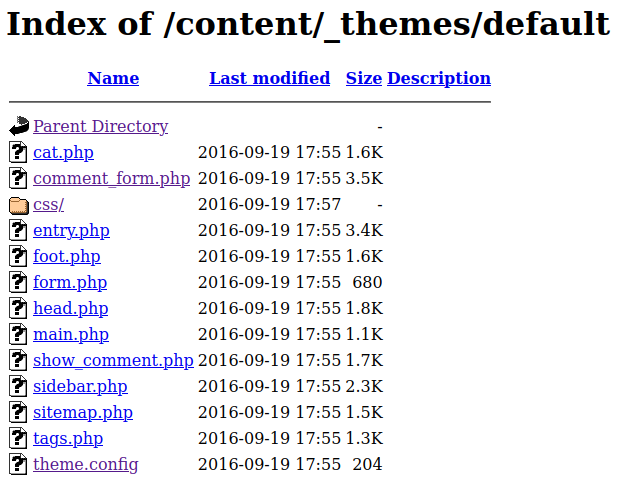 Index of /content/_themes/default
Name Last modified Size Description
Parent Directory -
cat.php 2016-09-19 17:55 1.6K
comment_form.php 2016-09-19 17:55 3.5K
css/ 2016-09-19 17:57 -
entry.php 2016-09-19 17:55 3.4K
foot.php 2016-09-19 17:55 1.6K
form.php 2016-09-19 17:55 680
head.php 2016-09-19 17:55 1.8K
main.php 2016-09-19 17:55 1.1K
show_comment.php 2016-09-19 17:55 1.7K
sidebar.php 2016-09-19 17:55 2.3K
sitemap.php 2016-09-19 17:55 1.5K
tags.php 2016-09-19 17:55 1.3K
theme.config 2016-09-19 17:55 204